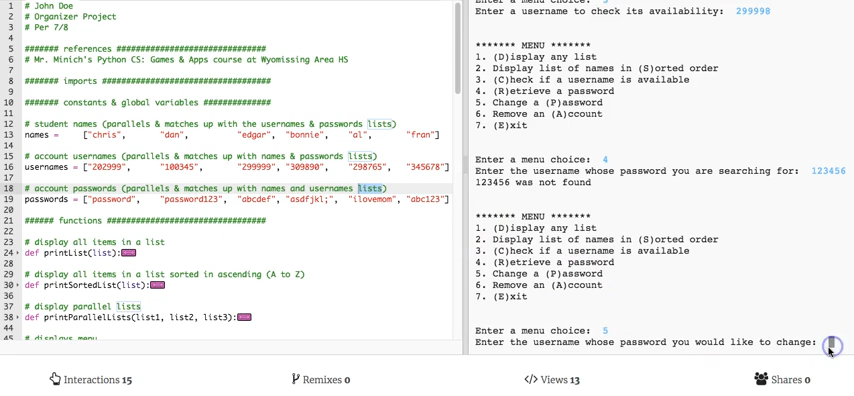 1 # John Doe
2 # Organizer Project
3 # Per 7/8
4
5 ####### references ###############################
6 # Mr. Minich's Python CS: Games & Apps course at Wyomissing Area HS
7
8 ####### imports ##################################
9
10 ####### constants & global variables ##############
11
12 # student names (parallels & matches up with the usernames & passwords lists)
13 names = ["chris", "dan", "edgar", "bonnie", "al", "fran"]
14
15 # account usernames (parallels & matches up with names & passwords lists)
16 usernames = ["202999", "100345", "299999", "309890", "298765", "345678"]
17
18 # account passwords (parallels & matches up with names and usernames lists)
19 passwords = ["password", "password123", "abcdef", "asdfjkl;", "ilovemom", "abc123"]
20
21 ###### functions #################################
22
23 # display all items in a list
24 def printList(list):
28
29 # display all items in a list sorted in ascending (A to Z)
30 def printSortedList(list):
36
37 # display parallel lists
38 def printParallelLists(list1, list2, list3):
44
45 # displays menu
Enter a menu choice: 3
Enter a username to check its availability: 299998
******* MENU *******
1. (D)isplay any list
2. Display list of names in (S)orted order
3. (C)heck if a username is available
4. (R)etrieve a password
5. Change a (P)assword
6. Remove an (A)ccount
7. (E)xit
Enter a menu choice: 4
Enter the username whose password you are searching for: 123456
123456 was not found
******* MENU *******
1. (D)isplay any list
2. Display list of names in (S)orted order
3. (C)heck if a username is available
4. (R)etrieve a password
5. Change a (P)assword
6. Remove an (A)ccount
7. (E)xit
Enter a menu choice: 5
Enter the username whose password you would like to change:
Interactions 15
Remixes 0
</> Views 13
Shares 0